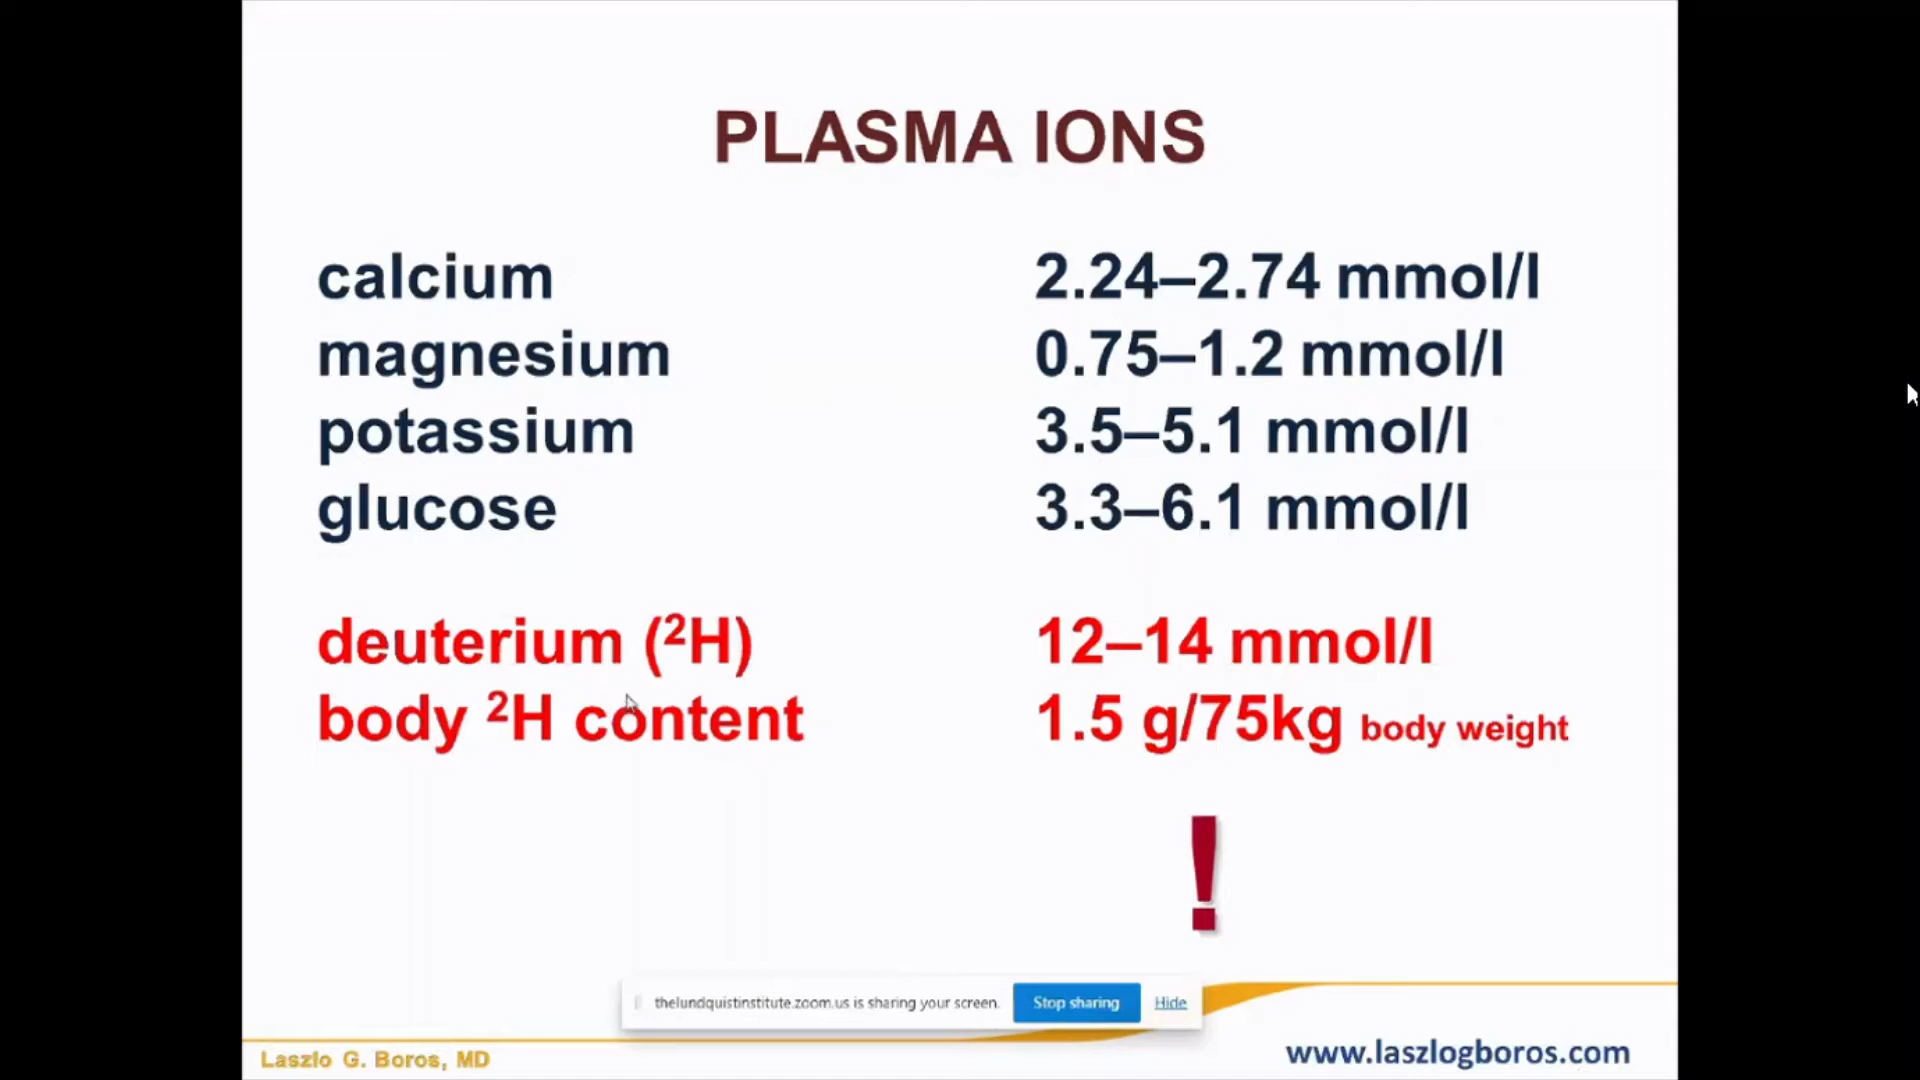 PLASMA IONS
calcium 2.24–2.74 mmol/l
magnesium 0.75–1.2 mmol/l
potassium 3.5–5.1 mmol/l
glucose 3.3–6.1 mmol/l
deuterium (²H) 12–14 mmol/l
body ²H content 1.5 g/75kg body weight
!
thelundquistinstitute.zoom.us is sharing your screen. Stop sharing Hide
Laszlo G. Boros, MD www.laszlogboros.com